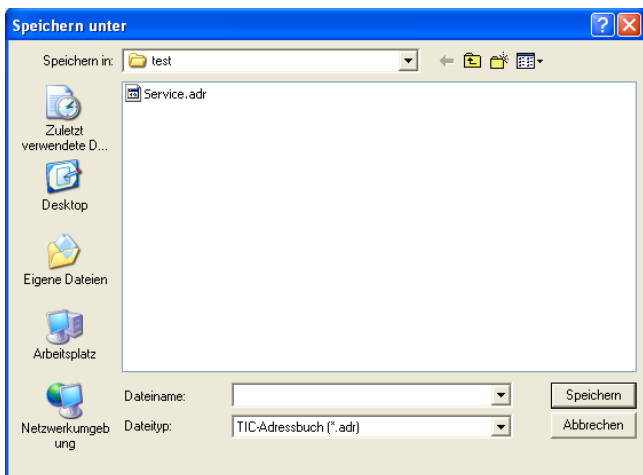 Speichern unter
Speichern in:
test
Service.adr
Zuletzt
verwendete D...
Desktop
Eigene Dateien
Arbeitsplatz
Netzwerkumgeb
ung
Dateiname:
Speichern
Dateityp:
TIC-Adressbuch (*.adr)
Abbrechen